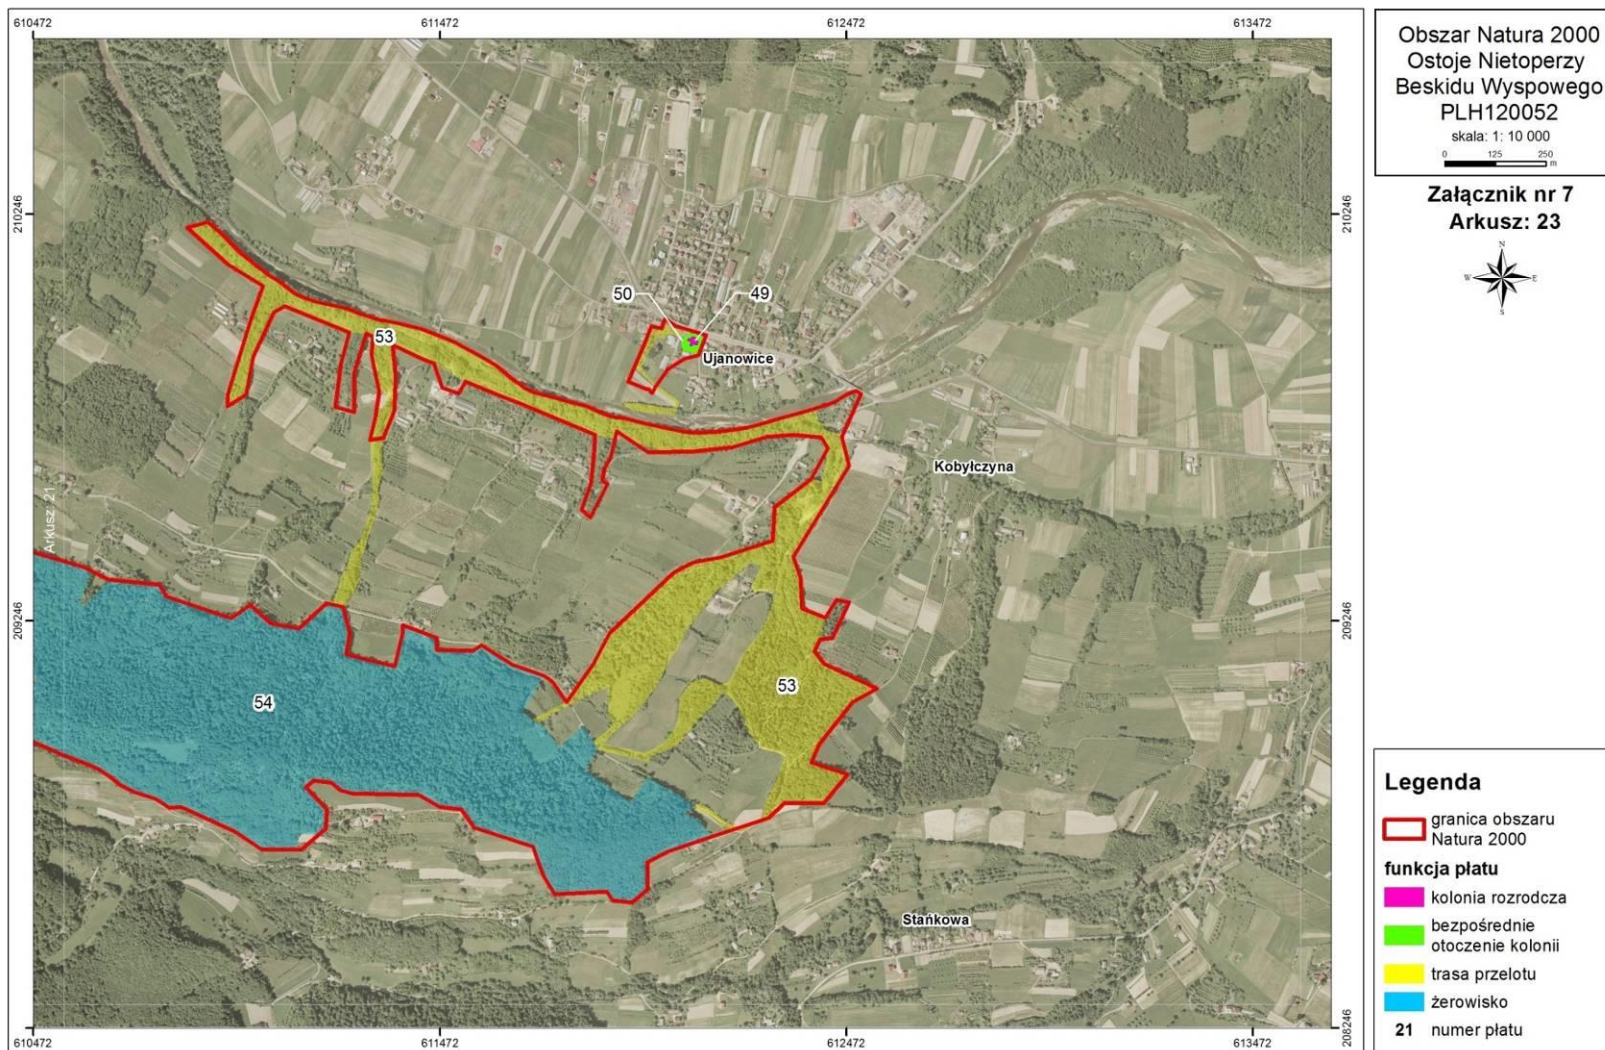 610472
611472
612472
613472
Obszar Natura 2000
Ostoje Nietoperzy
Beskidu Wyspowego
PLH120052
skala: 1: 10 000
0 125 250
m
Załącznik nr 7
Arkusz: 23
N
W E
S
210246
210246
50
49
53
Ujanowice
Kobyłczyna
Arkusz: 21
209246
209246
53
54
Stańkowa
Legenda
granica obszaru
Natura 2000
funkcja płatu
kolonia rozrodcza
bezpośrednie
otoczenie kolonii
trasa przelotu
żerowisko
21 numer płatu
208246
610472
611472
612472
613472